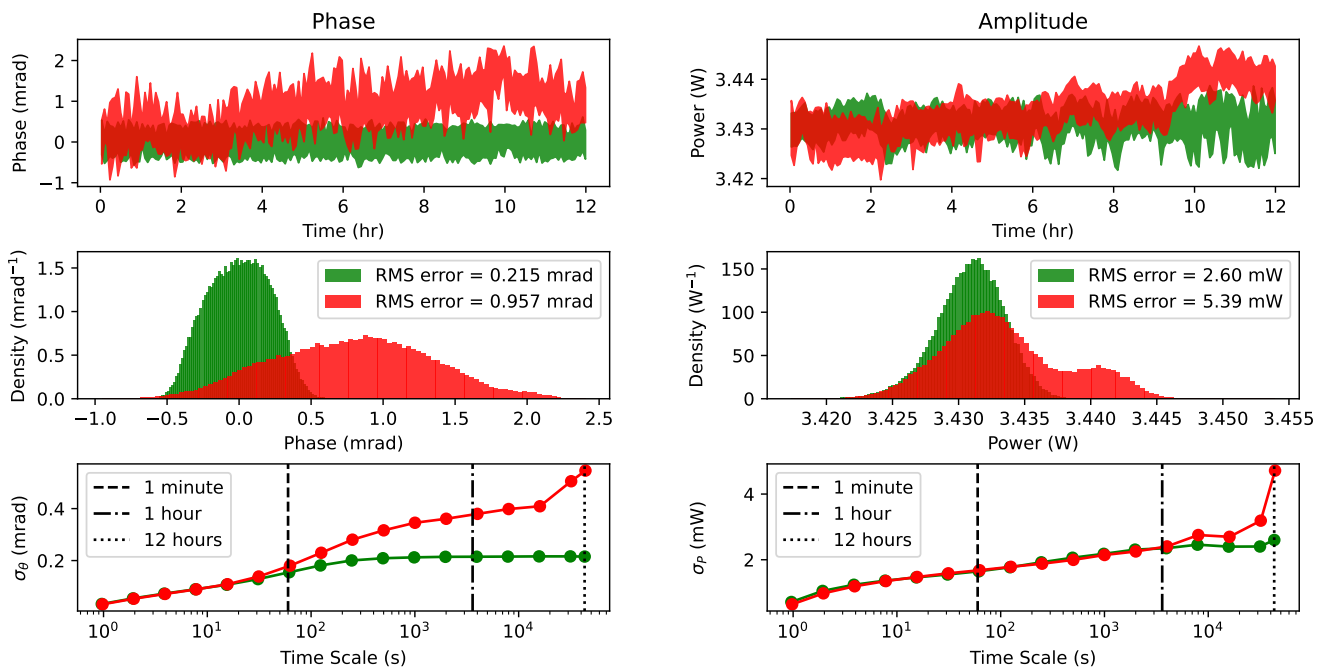 Phase
Phase (mrad)
2
1
0
−1
0 2 4 6 8 10 12
Time (hr)
Amplitude
Power (W)
3.44
3.43
3.42
0 2 4 6 8 10 12
Time (hr)
Density (mrad⁻¹)
1.5
1.0
0.5
0.0
RMS error = 0.215 mrad
RMS error = 0.957 mrad
−1.0 −0.5 0.0 0.5 1.0 1.5 2.0 2.5
Phase (mrad)
Density (W⁻¹)
150
100
50
0
RMS error = 2.60 mW
RMS error = 5.39 mW
3.420 3.425 3.430 3.435 3.440 3.445 3.450 3.455
Power (W)
σθ (mrad)
0.4
0.2
1 minute
1 hour
12 hours
10⁰ 10¹ 10² 10³ 10⁴
Time Scale (s)
σP (mW)
4
2
1 minute
1 hour
12 hours
10⁰ 10¹ 10² 10³ 10⁴
Time Scale (s)